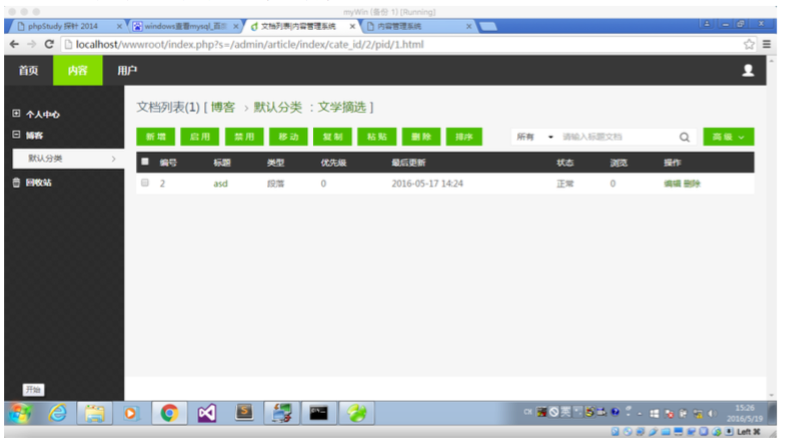 myWin (备份 1) [Running]
phpStudy 探针 2014 × windows重置mysql_百度 × 文档列表|内容管理系统 × 内容管理系统 ×
localhost/wwwroot/index.php?s=/admin/article/index/cate_id/2/pid/1.html
首页 内容 用户
个人中心
博客
默认分类 >
回收站
文档列表(1) [ 博客 > 默认分类 : 文学摘选 ]
新 增 启 用 禁 用 移 动 复 制 粘 贴 删 除 排序 所有 请输入标题文档 高 级
编号 标题 类型 优先级 最后更新 状态 浏览 操作
2 asd 段落 0 2016-05-17 14:24 正常 0 编辑 删除
开始
15:26
2016/5/19
Left ⌘